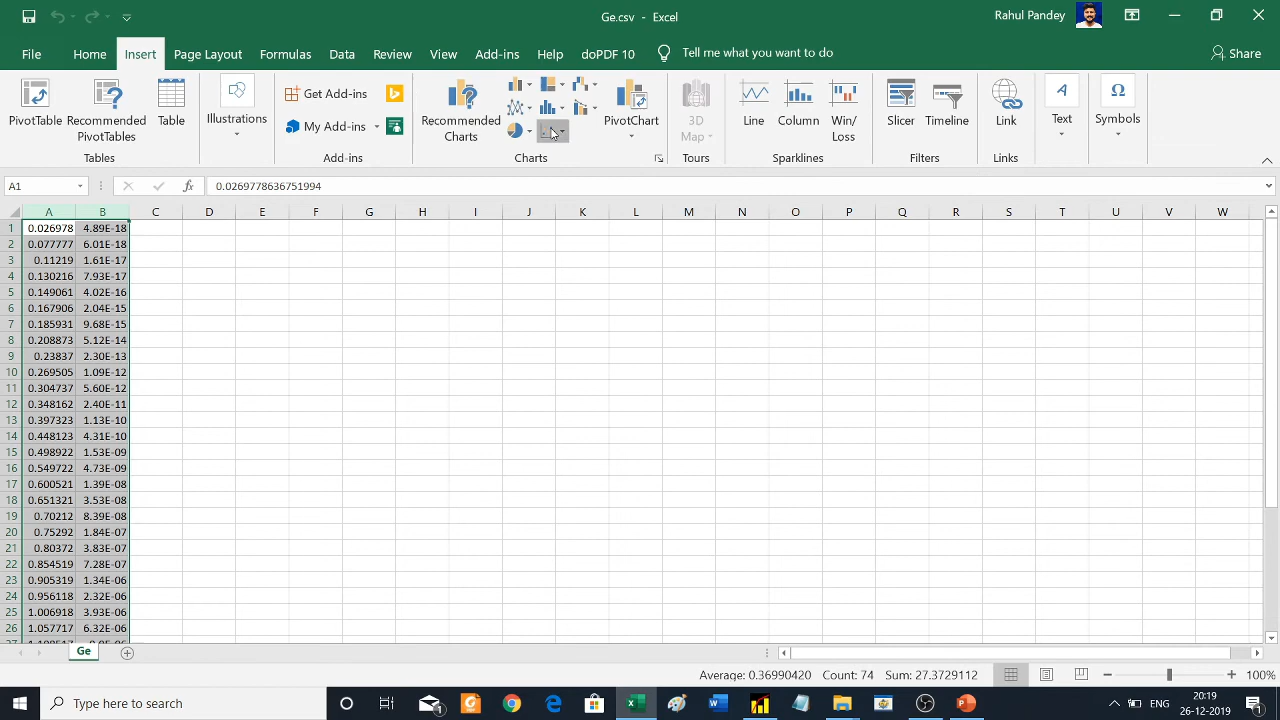 Ge.csv - Excel
Rahul Pandey
File Home Insert Page Layout Formulas Data Review View Add-ins Help doPDF 10 Tell me what you want to do Share
PivotTable
Recommended PivotTables
Table
Tables
Illustrations
Get Add-ins
My Add-ins
Add-ins
Recommended Charts
PivotChart
Charts
3D Map
Tours
Line
Column
Win/Loss
Sparklines
Slicer
Timeline
Filters
Link
Links
Text
Symbols
A1 fx 0.0269778636751994
A B C D E F G H I J K L M N O P Q R S T U V W
1 0.026978 4.89E-18
2 0.077777 6.01E-18
3 0.11219 1.61E-17
4 0.130216 7.93E-17
5 0.149061 4.02E-16
6 0.167906 2.04E-15
7 0.185931 9.68E-15
8 0.208873 5.12E-14
9 0.23837 2.30E-13
10 0.269505 1.09E-12
11 0.304737 5.60E-12
12 0.348162 2.40E-11
13 0.397323 1.13E-10
14 0.448123 4.31E-10
15 0.498922 1.53E-09
16 0.549722 4.73E-09
17 0.600521 1.39E-08
18 0.651321 3.53E-08
19 0.70212 8.39E-08
20 0.75292 1.84E-07
21 0.80372 3.83E-07
22 0.854519 7.28E-07
23 0.905319 1.34E-06
24 0.956118 2.32E-06
25 1.006918 3.93E-06
26 1.057717 6.32E-06
Ge
Average: 0.36990420 Count: 74 Sum: 27.3729112 100%
Type here to search
ENG
20:19
26-12-2019